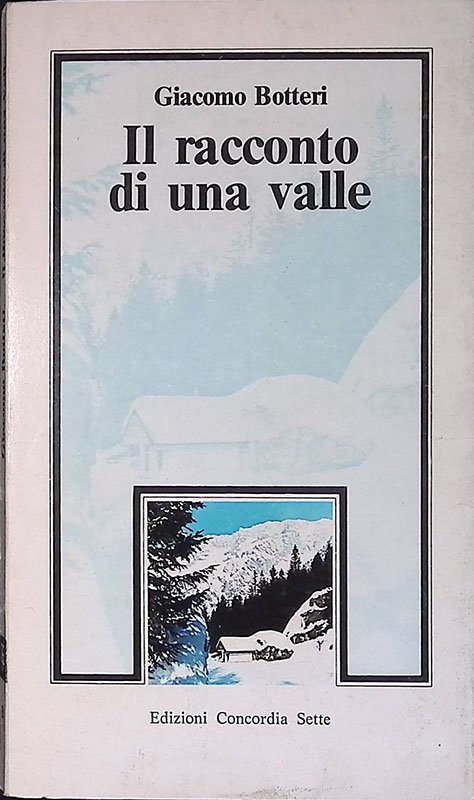 Giacomo Botteri
Il racconto
di una valle
Edizioni Concordia Sette